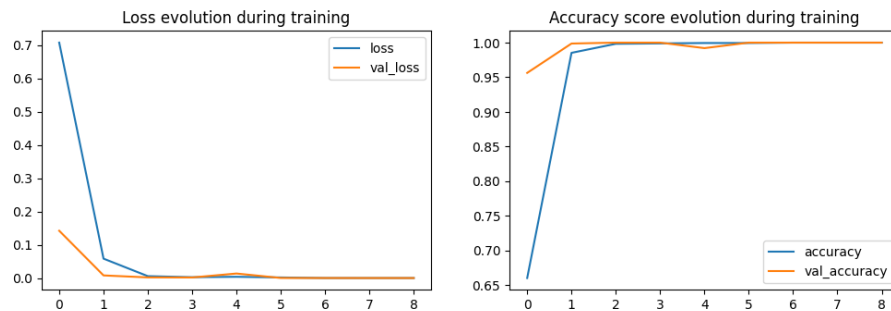 Loss evolution during training
0.7
0.6
0.5
0.4
0.3
0.2
0.1
0.0
0 1 2 3 4 5 6 7 8
loss
val_loss
Accuracy score evolution during training
1.00
0.95
0.90
0.85
0.80
0.75
0.70
0.65
0 1 2 3 4 5 6 7 8
accuracy
val_accuracy